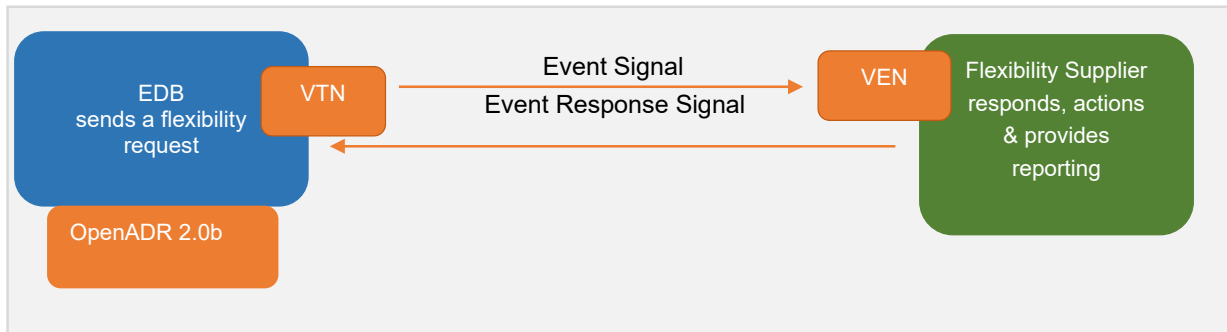 EDB
sends a flexibility
request
VTN
Event Signal
Event Response Signal
VEN
Flexibility Supplier
responds, actions
& provides
reporting
OpenADR 2.0b